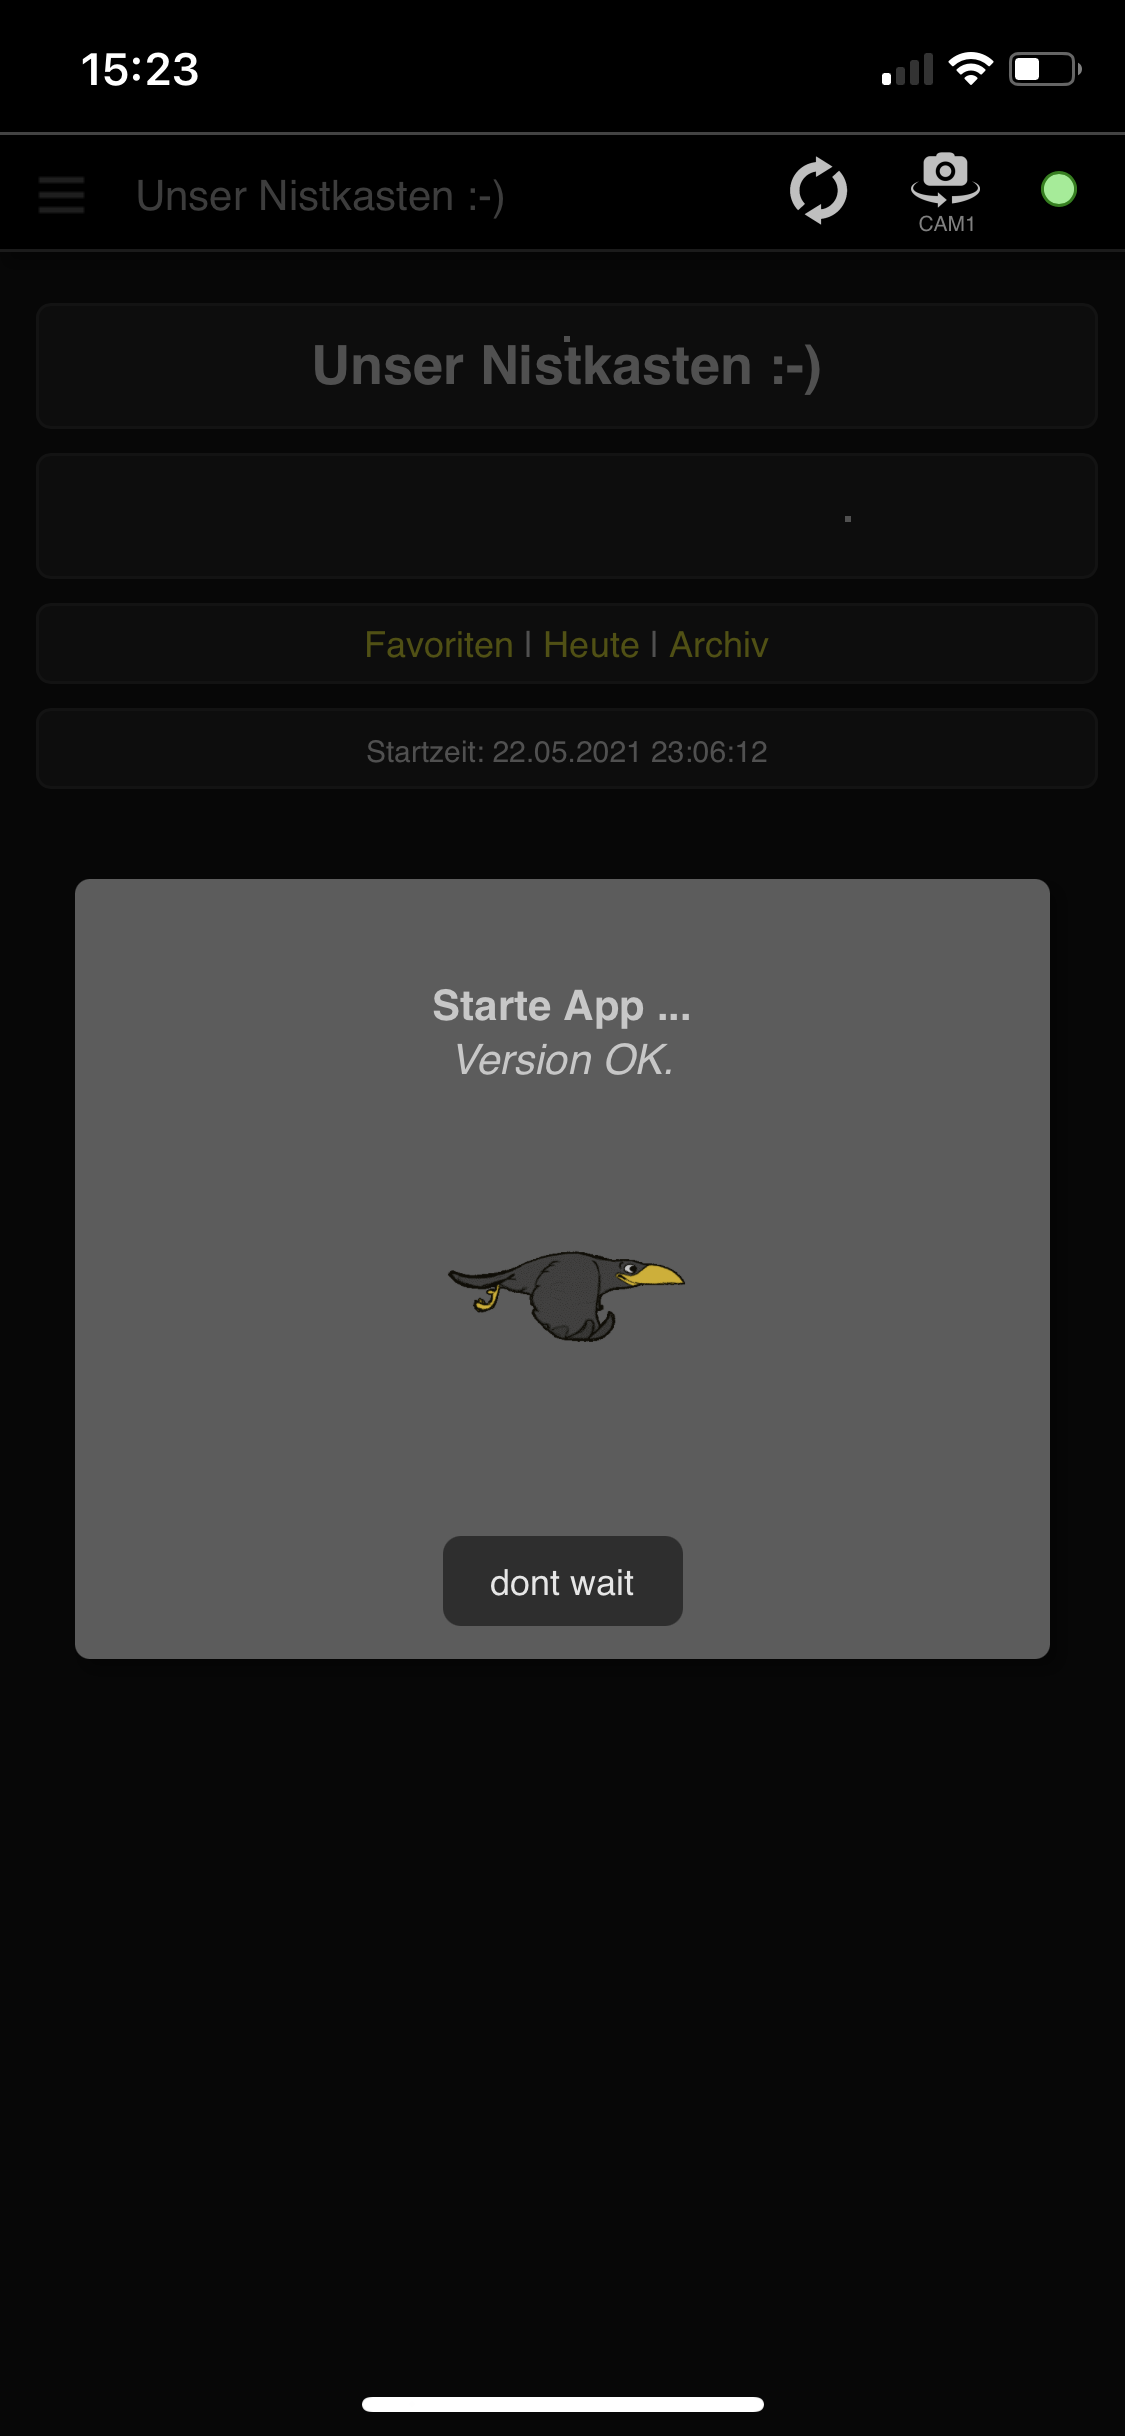 15:23
Unser Nistkasten :-)
CAM1
Unser Nistkasten :-)
Favoriten | Heute | Archiv
Startzeit: 22.05.2021 23:06:12
Starte App ...
Version OK.
dont wait